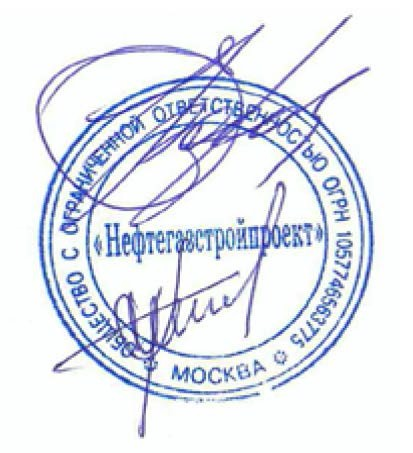 ОБЩЕСТВО С ОГРАНИЧЕННОЙ ОТВЕТСТВЕННОСТЬЮ ОГРН 1057746563775
«Нефтегазстройпроект»
МОСКВА